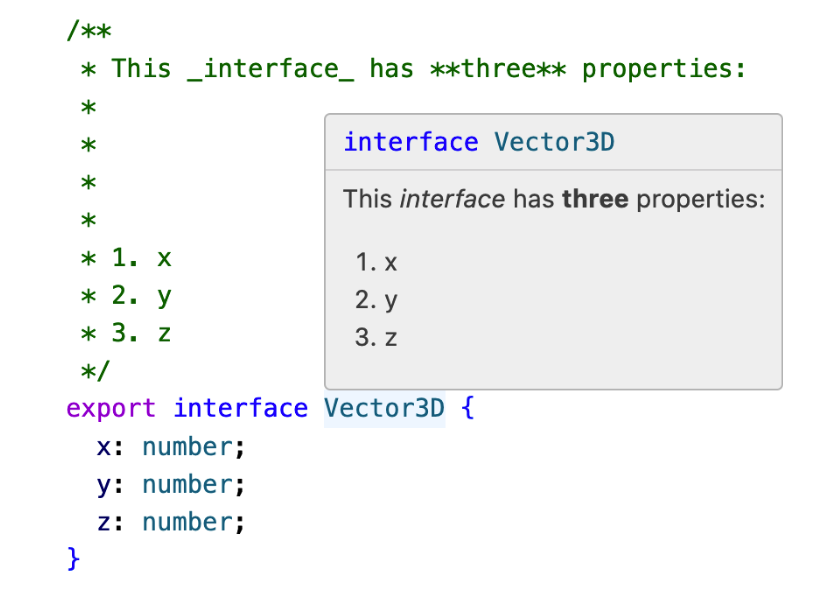 /**
 * This _interface_ has **three** properties:
 *
 *
 *
 *
 * 1. x
 * 2. y
 * 3. z
 */
interface Vector3D
This interface has three properties:
1. x
2. y
3. z
export interface Vector3D {
  x: number;
  y: number;
  z: number;
}